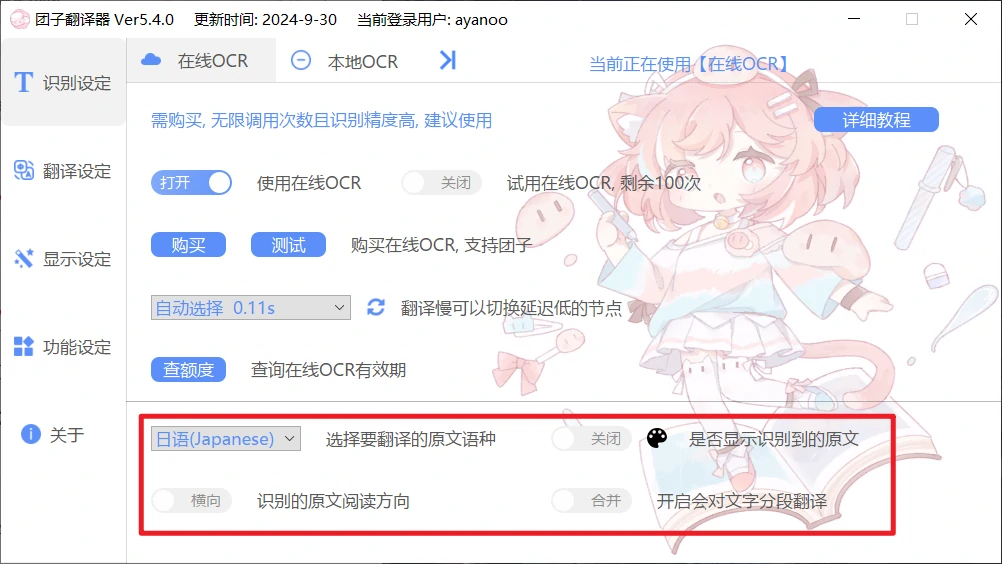 团子翻译器 Ver5.4.0 更新时间: 2024-9-30 当前登录用户: ayanoo
识别设定
翻译设定
显示设定
功能设定
关于
在线OCR 本地OCR 当前正在使用【在线OCR】
需购买, 无限调用次数且识别精度高, 建议使用 详细教程
打开 使用在线OCR 关闭 试用在线OCR, 剩余100次
购买 测试 购买在线OCR, 支持团子
自动选择 0.11s 翻译慢可以切换延迟低的节点
查额度 查询在线OCR有效期
日语(Japanese) 选择要翻译的原文语种 关闭 是否显示识别到的原文
横向 识别的原文阅读方向 合并 开启会对文字分段翻译